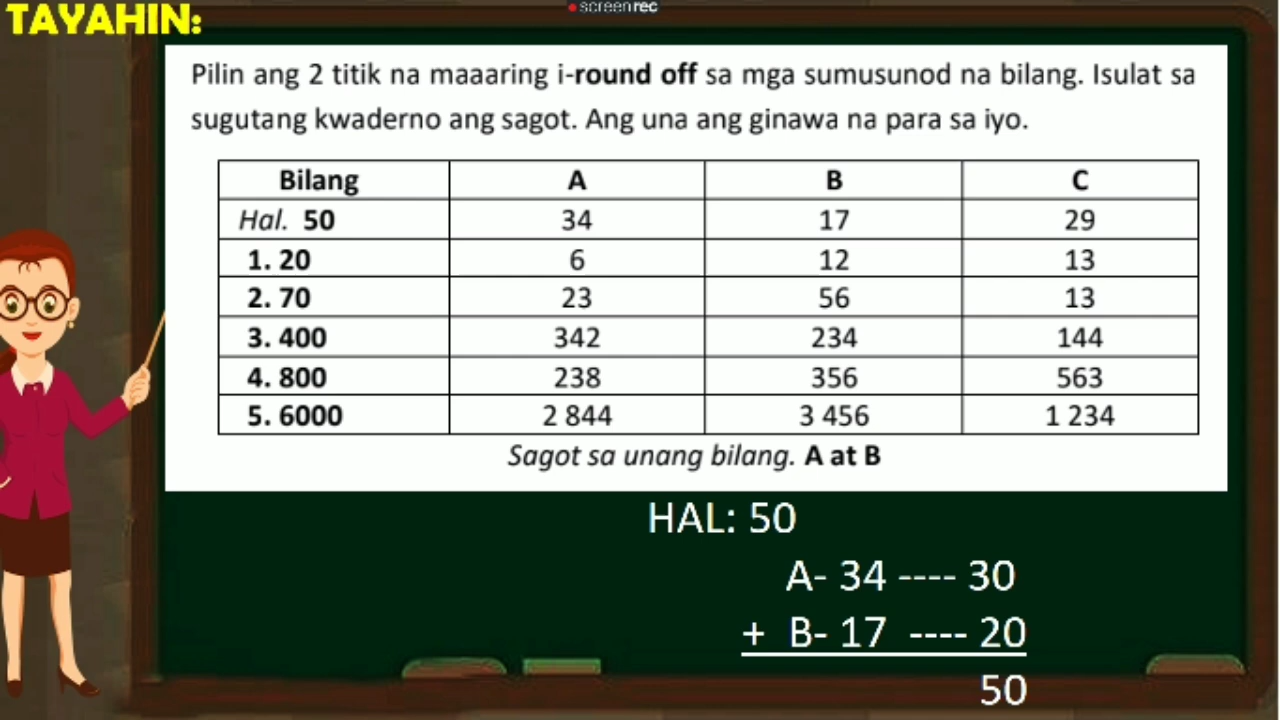 TAYAHIN:
screenrec
Pilin ang 2 titik na maaaring i-round off sa mga sumusunod na bilang. Isulat sa
sugutang kwaderno ang sagot. Ang una ang ginawa na para sa iyo.
Bilang A B C
Hal. 50 34 17 29
1. 20 6 12 13
2. 70 23 56 13
3. 400 342 234 144
4. 800 238 356 563
5. 6000 2 844 3 456 1 234
Sagot sa unang bilang. A at B
HAL: 50
A- 34 ---- 30
+ B- 17 ---- 20
50